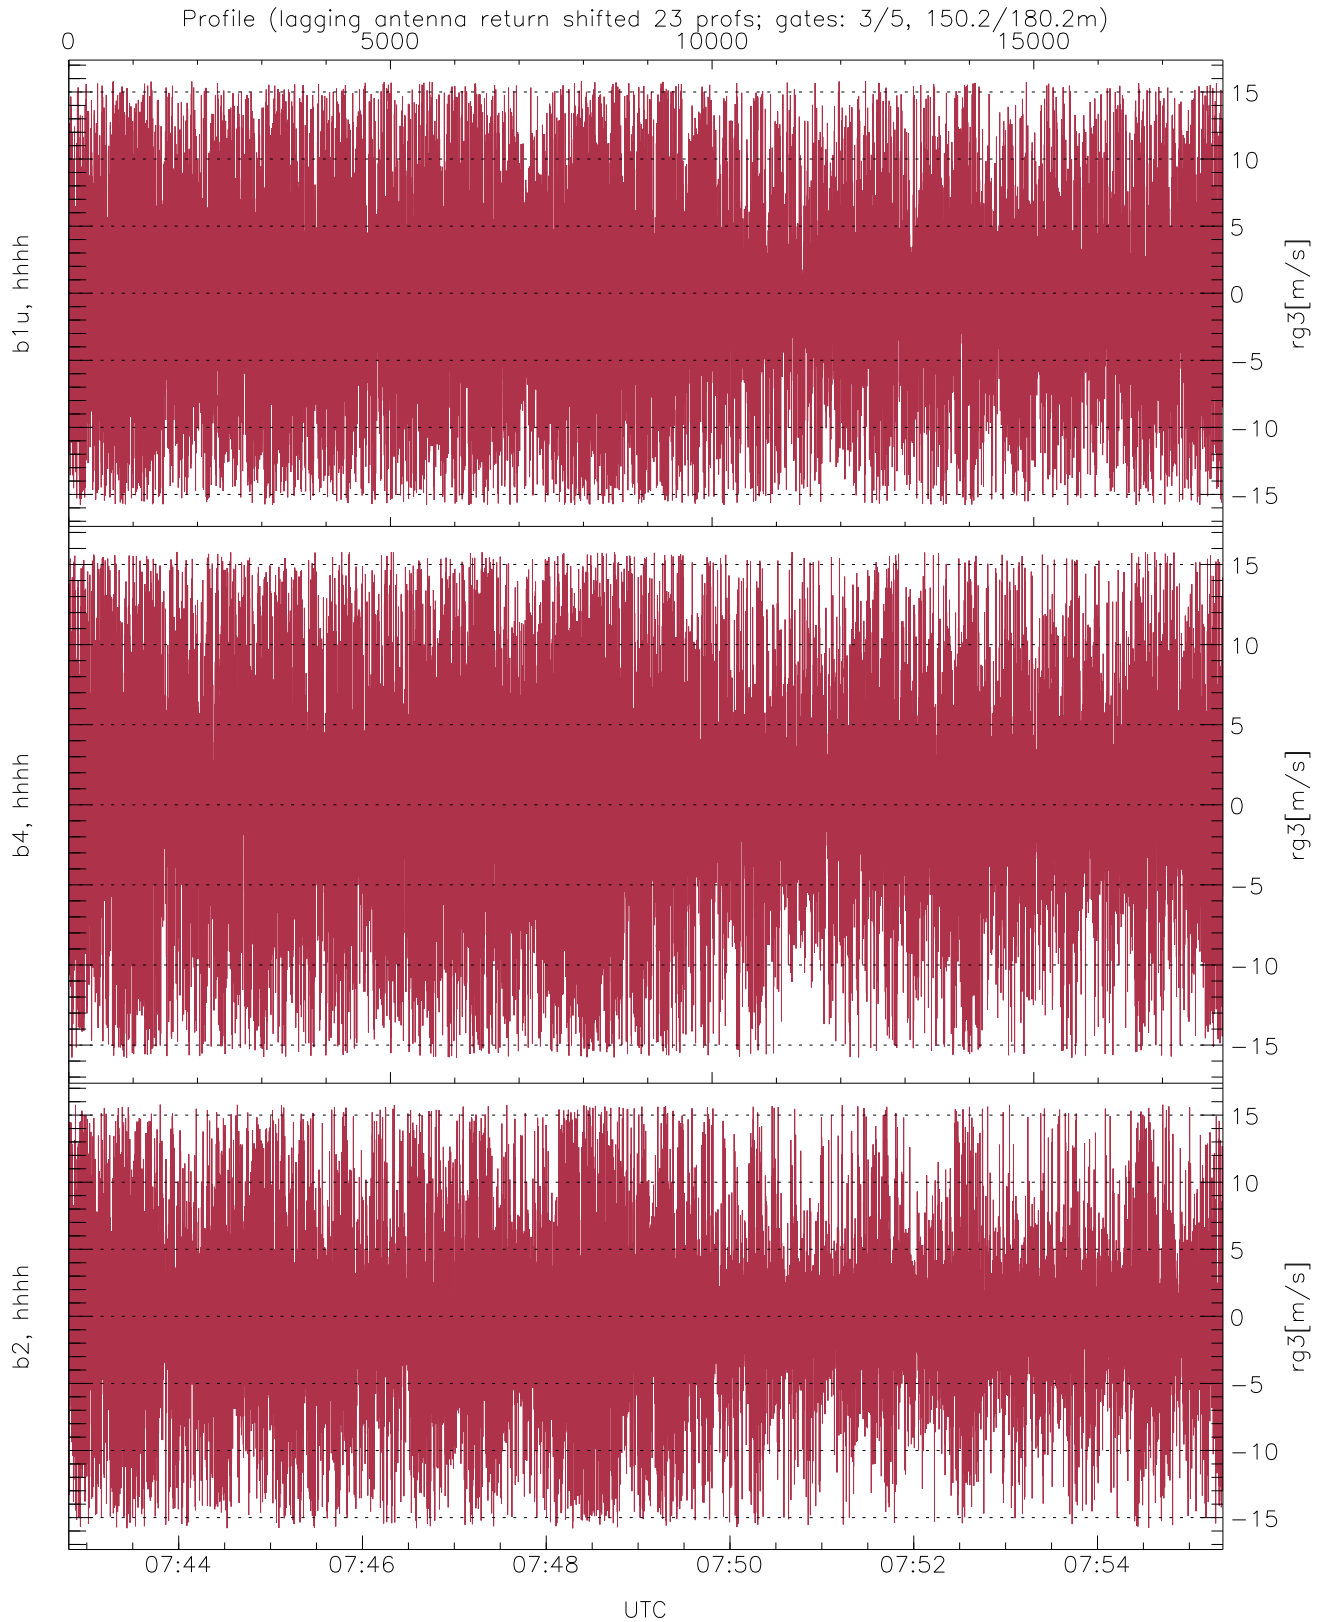 Profile (lagging antenna return shifted 23 profs; gates: 3/5, 150.2/180.2m)
0 5000 10000 15000
15
10
5
0
−5
−10
−15
b1u, hhhh
rg3[m/s]
15
10
5
0
−5
−10
−15
b4, hhhh
rg3[m/s]
15
10
5
0
−5
−10
−15
b2, hhhh
rg3[m/s]
07:44 07:46 07:48 07:50 07:52 07:54
UTC